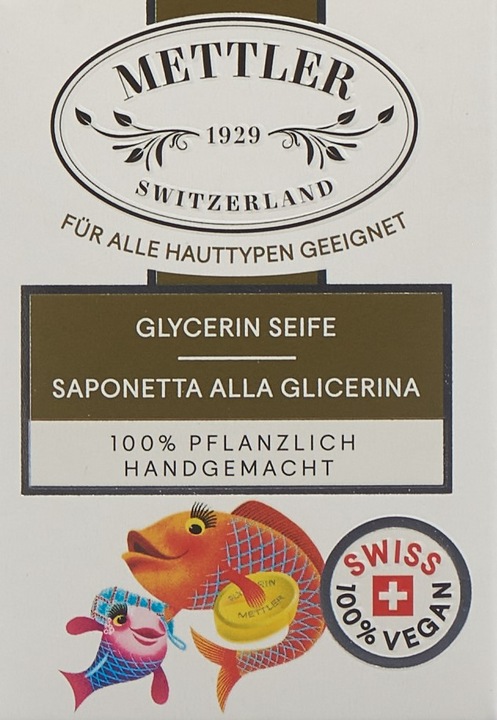 METTLER
1929
SWITZERLAND
FÜR ALLE HAUTTYPEN GEEIGNET
GLYCERIN SEIFE
SAPONETTA ALLA GLICERINA
100% PFLANZLICH
HANDGEMACHT
METTLER
SWISS
100% VEGAN